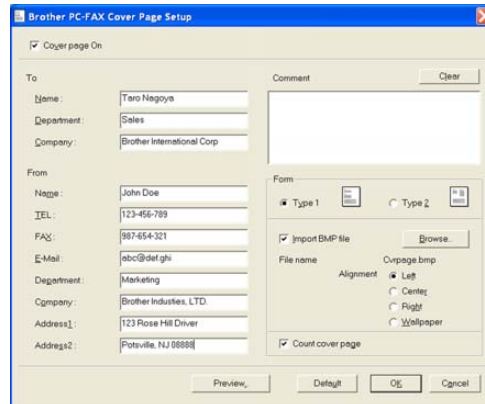 Brother PC-FAX Cover Page Setup
Cover page On
To
Name : Taro Nagoya
Department : Sales
Company : Brother International Corp
From
Name : John Doe
TEL : 123-456-789
FAX : 987-654-321
E-Mail : abc@def.ghi
Department : Marketing
Company : Brother Industies, LTD.
Address1 : 123 Rose Hill Driver
Address2 : Potsville, NJ 08888
Comment Clear
Form
Type 1 Type 2
Import BMP file Browse..
File name Cvrpage.bmp
Alignment Left
Center
Right
Wallpaper
Count cover page
Preview, Default OK Cancel